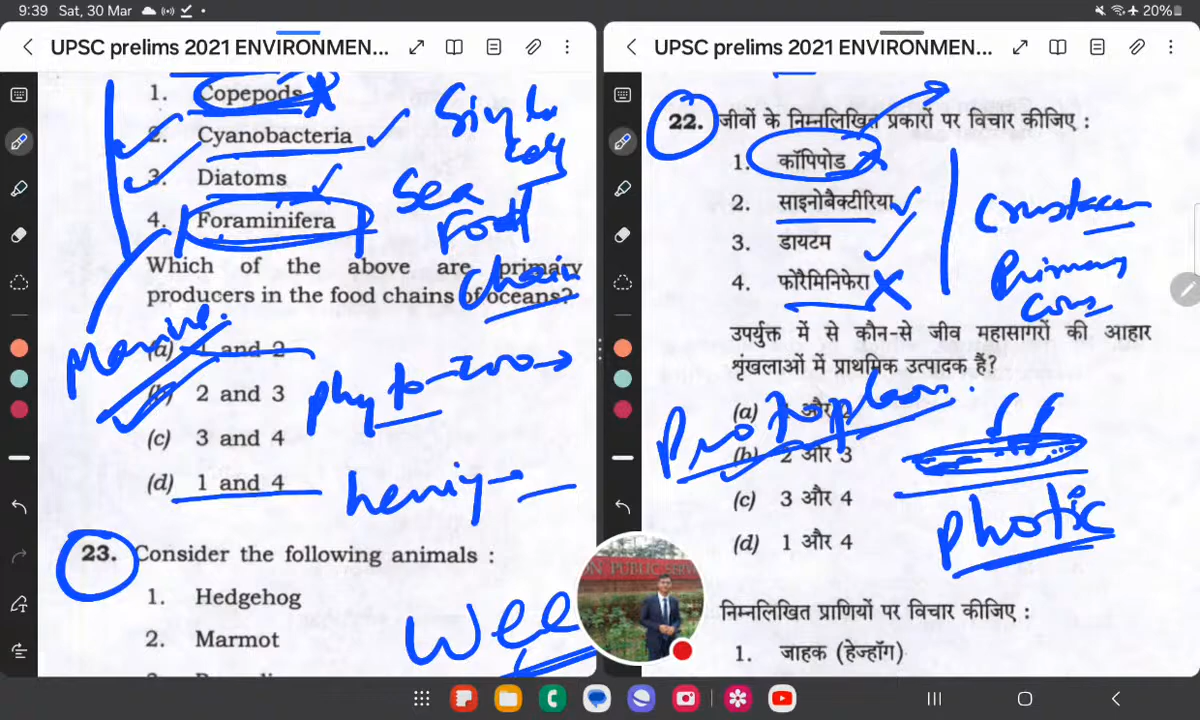 9:39 Sat, 30 Mar
20%
UPSC prelims 2021 ENVIRONMEN...
1. Copepods
2. Cyanobacteria
3. Diatoms
4. Foraminifera
Which of the above are primary
producers in the food chains of oceans?
(a) 1 and 2
(b) 2 and 3
(c) 3 and 4
(d) 1 and 4
23. Consider the following animals :
1. Hedgehog
2. Marmot
Single
Sea
Food
chain
Marine
phyto - zoo →
Wee
UPSC prelims 2021 ENVIRONMEN...
22. जीवों के निम्नलिखित प्रकारों पर विचार कीजिए :
1. कॉपिपोड
2. साइनोबैक्टीरिया
3. डायटम
4. फोरैमिनिफेरा
उपर्युक्त में से कौन-से जीव महासागरों की आहार
शृंखलाओं में प्राथमिक उत्पादक हैं?
(a) 1 और 2
(b) 2 और 3
(c) 3 और 4
(d) 1 और 4
निम्नलिखित प्राणियों पर विचार कीजिए :
1. जाहक (हेज्हॉग)
Crustacean
Primary
cons
photic
ON PUBLIC SERV